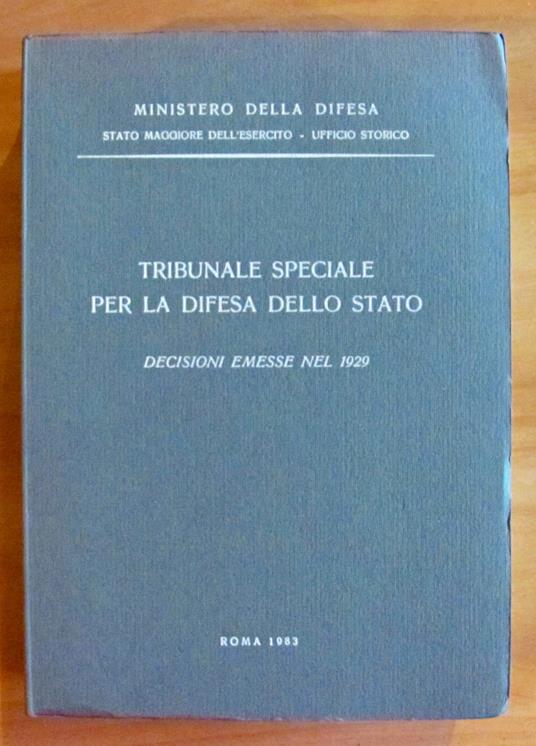 MINISTERO DELLA DIFESA
STATO MAGGIORE DELL'ESERCITO - UFFICIO STORICO
TRIBUNALE SPECIALE
PER LA DIFESA DELLO STATO
DECISIONI EMESSE NEL 1929
ROMA 1983